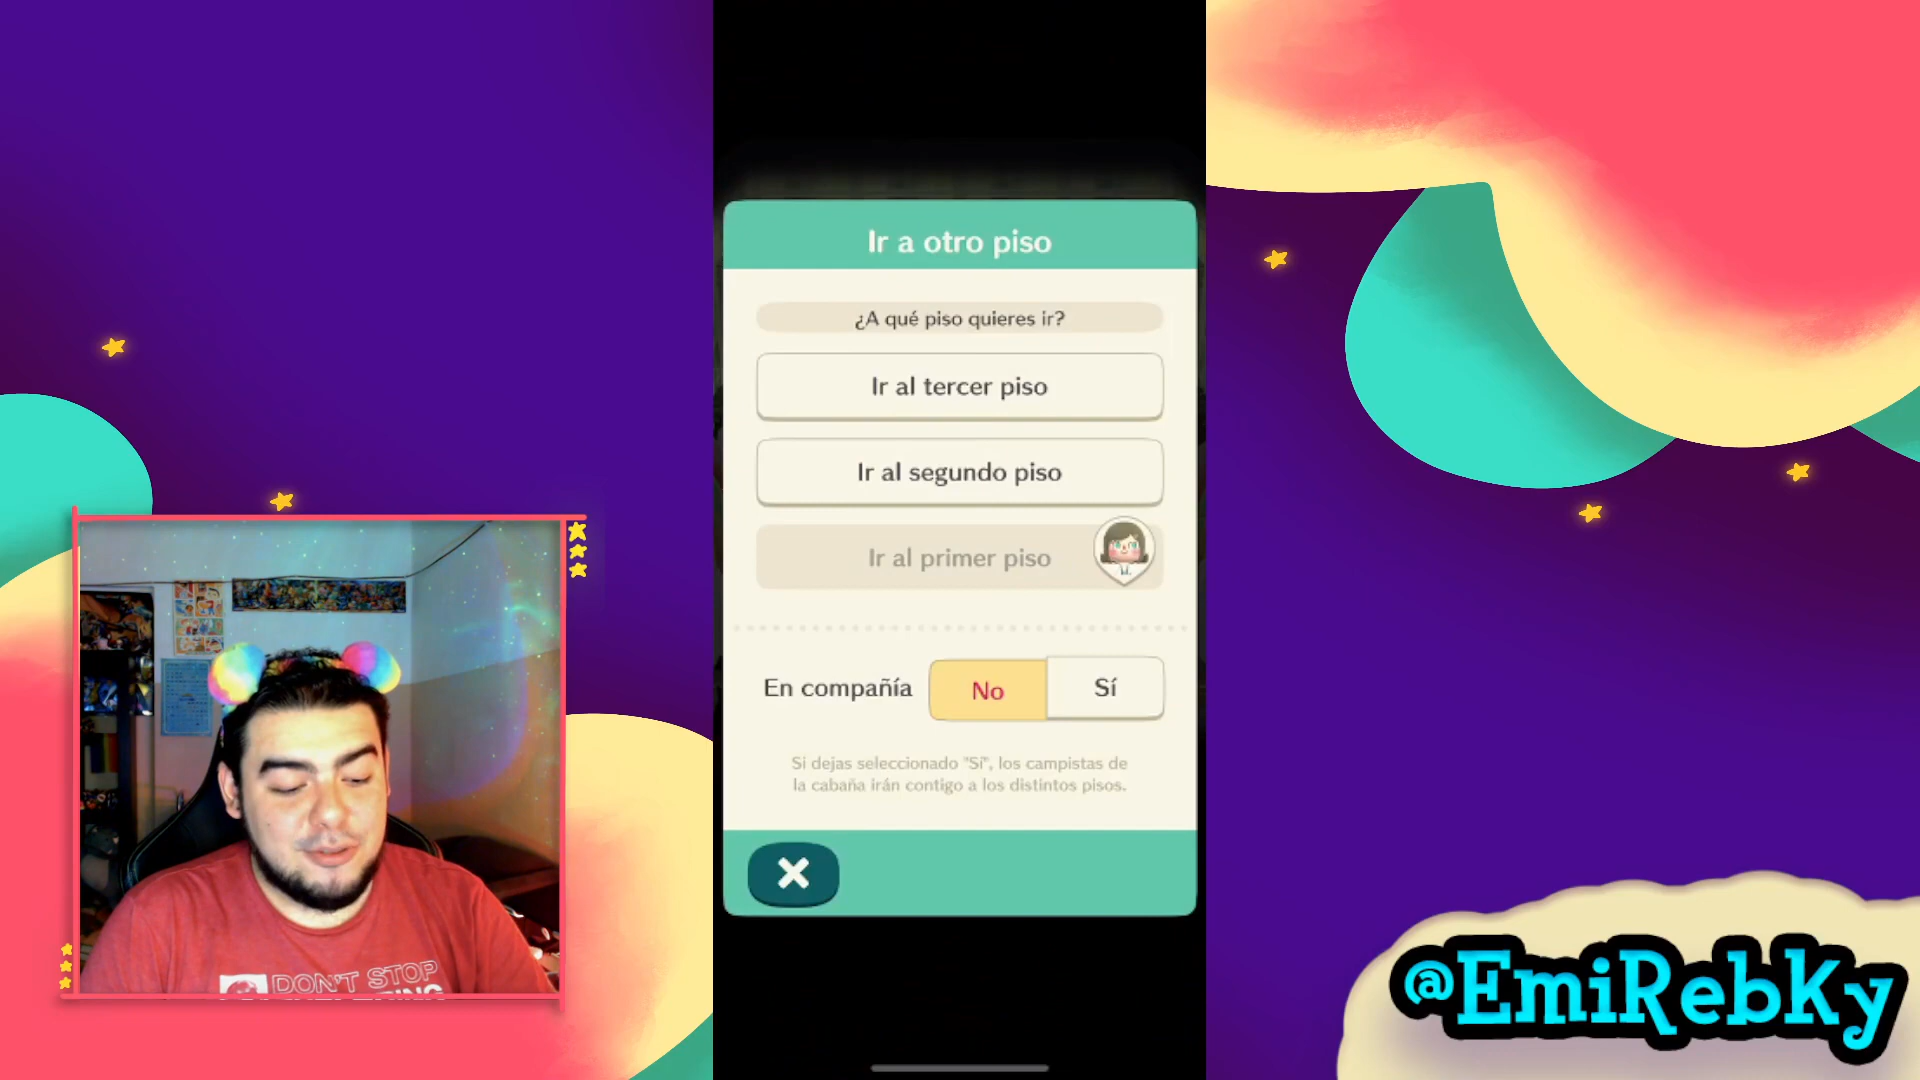 Ir a otro piso
¿A qué piso quieres ir?
Ir al tercer piso
Ir al segundo piso
Ir al primer piso
En compañía
No
Sí
Si dejas seleccionado "Sí", los campistas de
la cabaña irán contigo a los distintos pisos.
DON'T STOP
@EmiRebKy